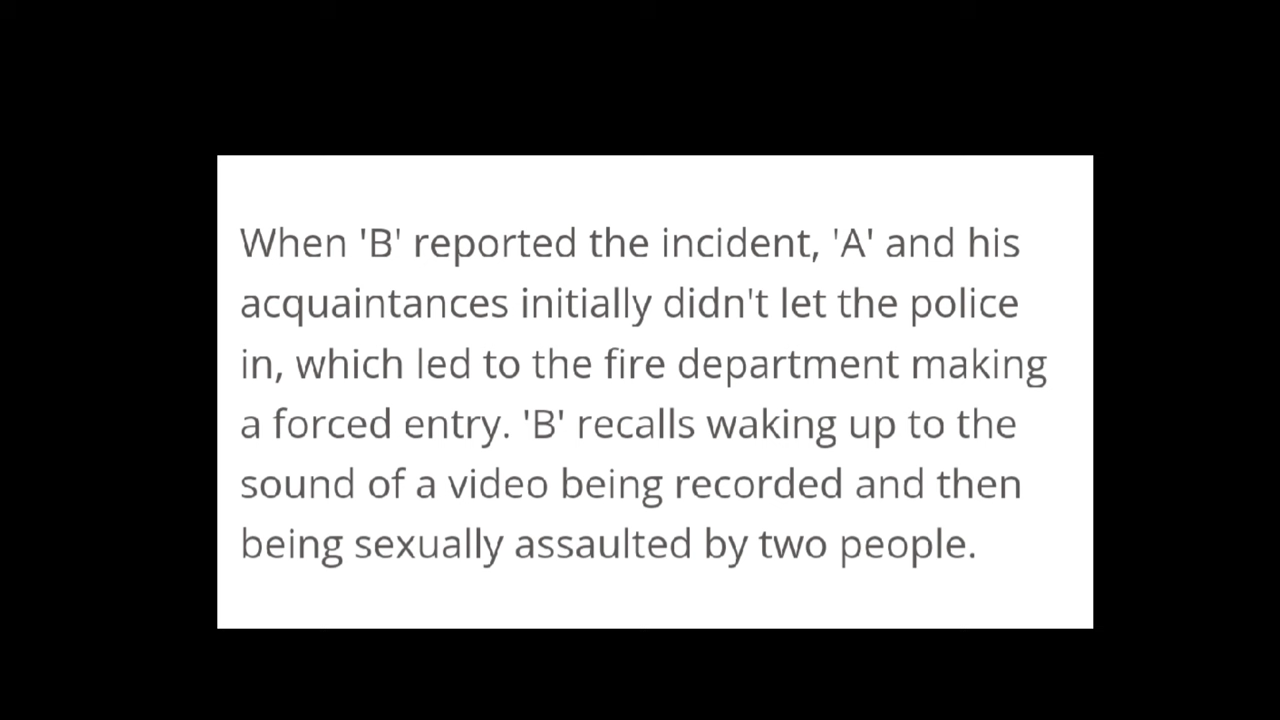 When 'B' reported the incident, 'A' and his
acquaintances initially didn't let the police
in, which led to the fire department making
a forced entry. 'B' recalls waking up to the
sound of a video being recorded and then
being sexually assaulted by two people.